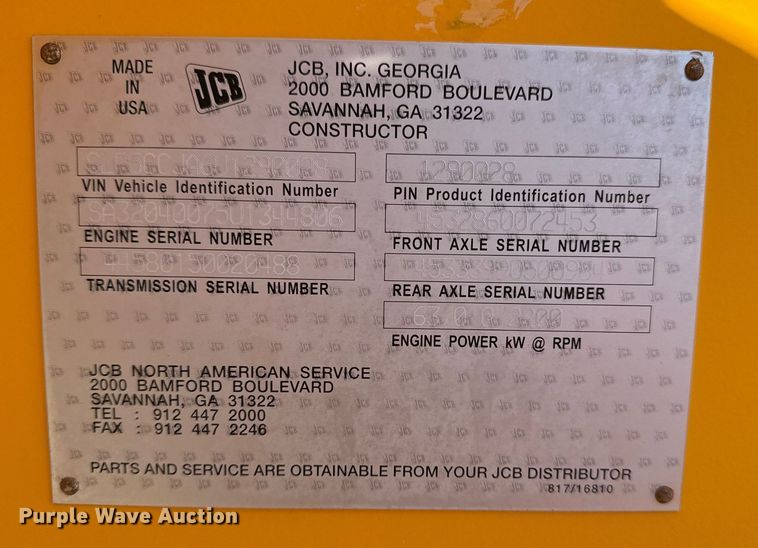 MADE
IN
USA
JCB
JCB, INC. GEORGIA
2000 BAMFORD BOULEVARD
SAVANNAH, GA 31322
CONSTRUCTOR
VIN Vehicle Identification Number
1290028
PIN Product Identification Number
SA32040075U1344806
ENGINE SERIAL NUMBER
FRONT AXLE SERIAL NUMBER
TRANSMISSION SERIAL NUMBER
REAR AXLE SERIAL NUMBER
ENGINE POWER kW @ RPM
JCB NORTH AMERICAN SERVICE
2000 BAMFORD BOULEVARD
SAVANNAH, GA 31322
TEL : 912 447 2000
FAX : 912 447 2246
PARTS AND SERVICE ARE OBTAINABLE FROM YOUR JCB DISTRIBUTOR
817/16810
Purple Wave Auction